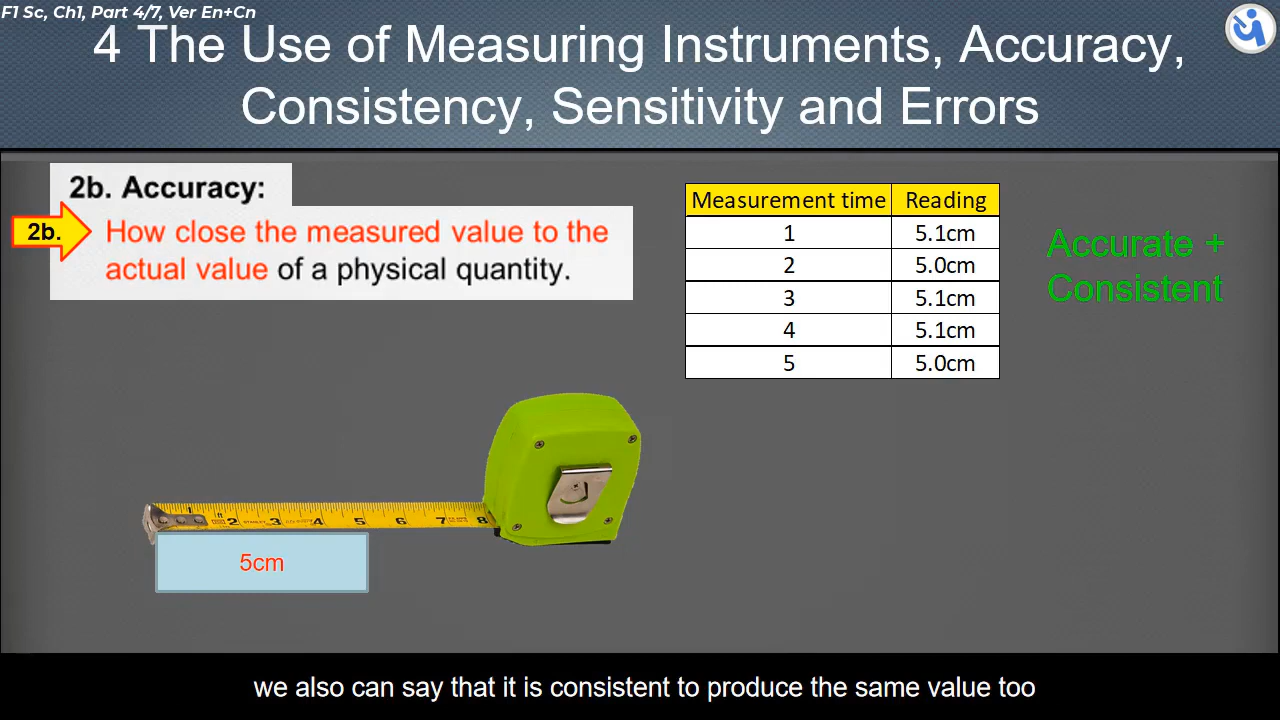 F1 Sc, Ch1, Part 4/7, Ver En+Cn
4 The Use of Measuring Instruments, Accuracy,
Consistency, Sensitivity and Errors
2b. Accuracy:
2b.
How close the measured value to the
actual value of a physical quantity.
Measurement time Reading
1 5.1cm
2 5.0cm
3 5.1cm
4 5.1cm
5 5.0cm
Accurate +
Consistent
1 2 3 4 5 6 7 8
5cm
we also can say that it is consistent to produce the same value too